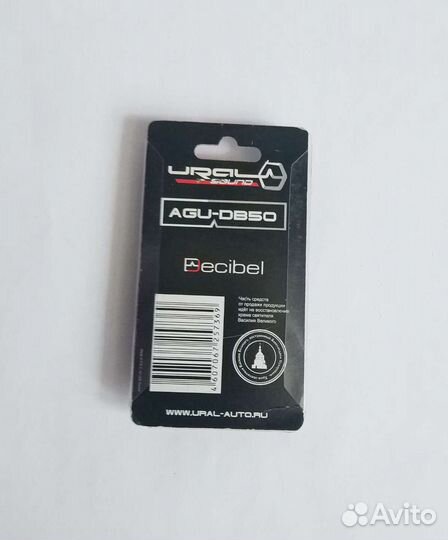 URAL
SOUND
AGU-DB50
Decibel
Часть средств
от продажи продукции
идёт на восстановление
храма святителя
Василия Великого
4607067257369
WWW.URAL-AUTO.RU
Avito